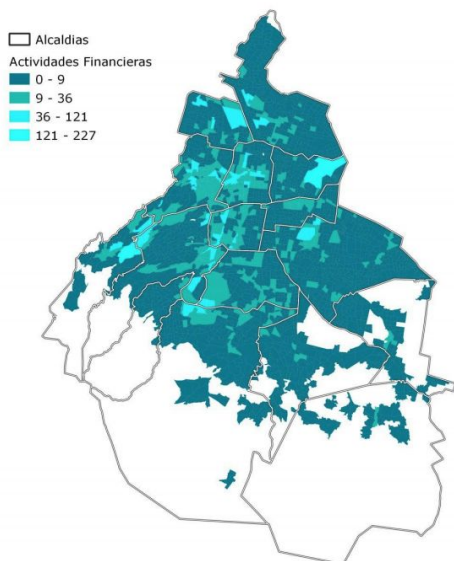 Alcaldias
Actividades Financieras
0 - 9
9 - 36
36 - 121
121 - 227